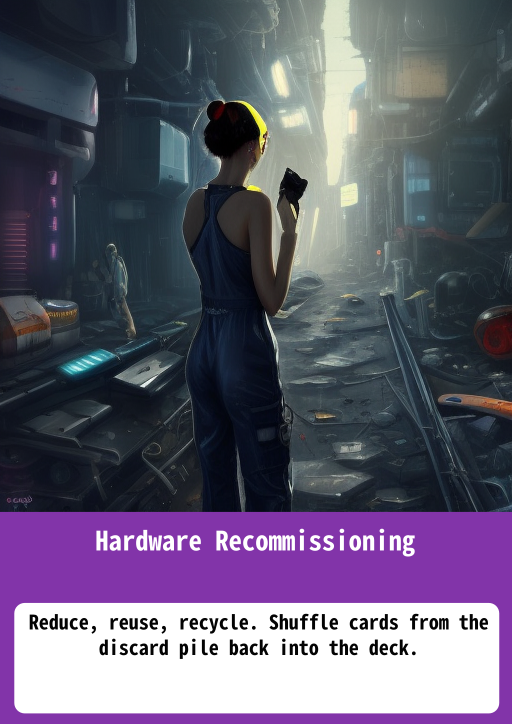 Hardware Recommissioning
Reduce, reuse, recycle. Shuffle cards from the
discard pile back into the deck.